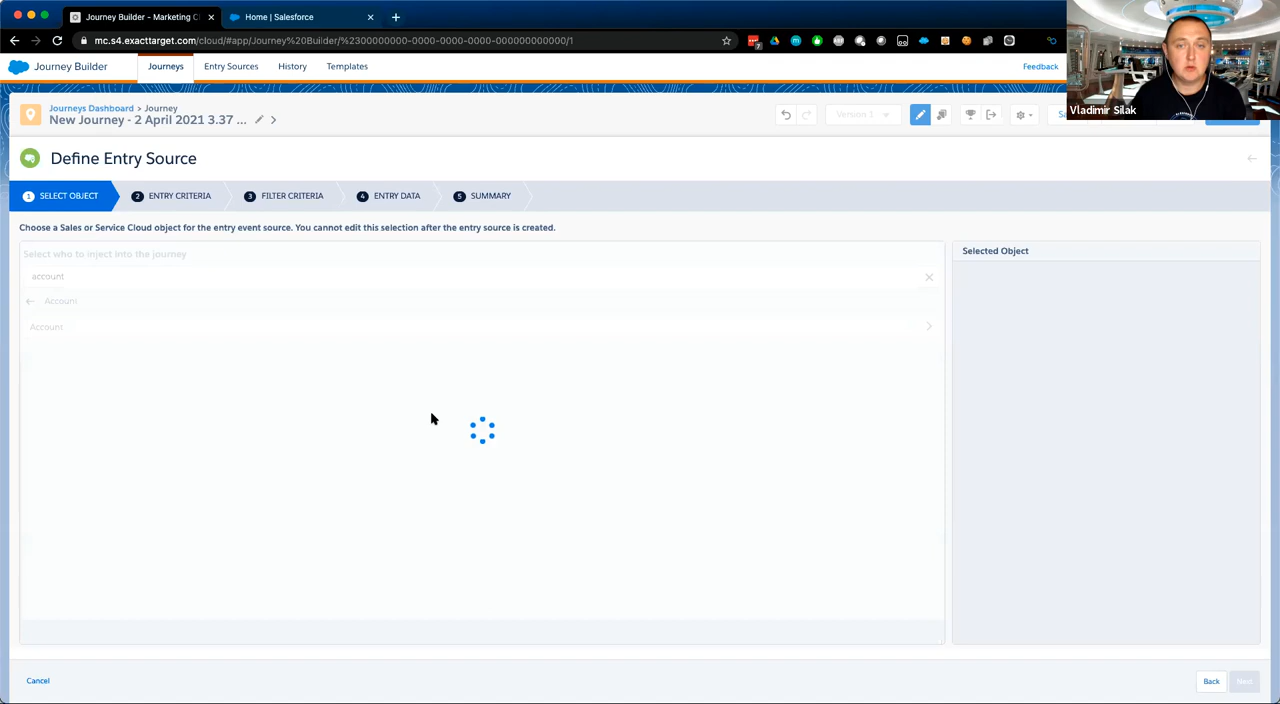 Journey Builder - Marketing Cl
Home | Salesforce
mc.s4.exacttarget.com/cloud/#app/Journey%20Builder/%2300000000-0000-0000-0000-000000000000/1
Journey Builder
Journeys
Entry Sources
History
Templates
Feedback
Vladimir Silak
Journeys Dashboard > Journey
New Journey - 2 April 2021 3.37 ...
Version 1
Define Entry Source
1 SELECT OBJECT
2 ENTRY CRITERIA
3 FILTER CRITERIA
4 ENTRY DATA
5 SUMMARY
Choose a Sales or Service Cloud object for the entry event source. You cannot edit this selection after the entry source is created.
Select who to inject into the journey
Selected Object
account
Account
Account
Cancel
Back
Next